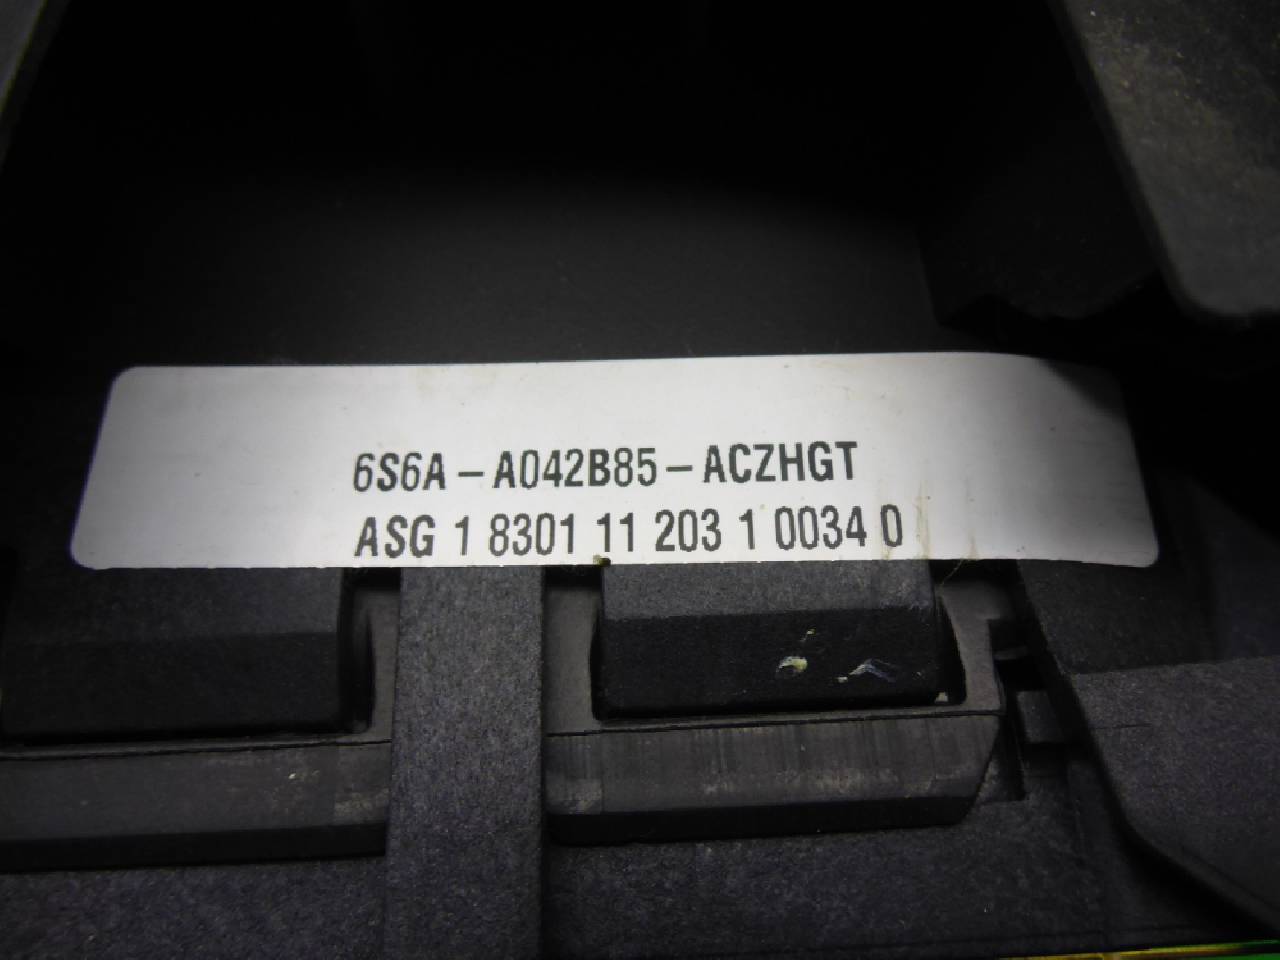 6S6A-A042B85-ACZHGT
ASG 1 8301 11 203 1 0034 0